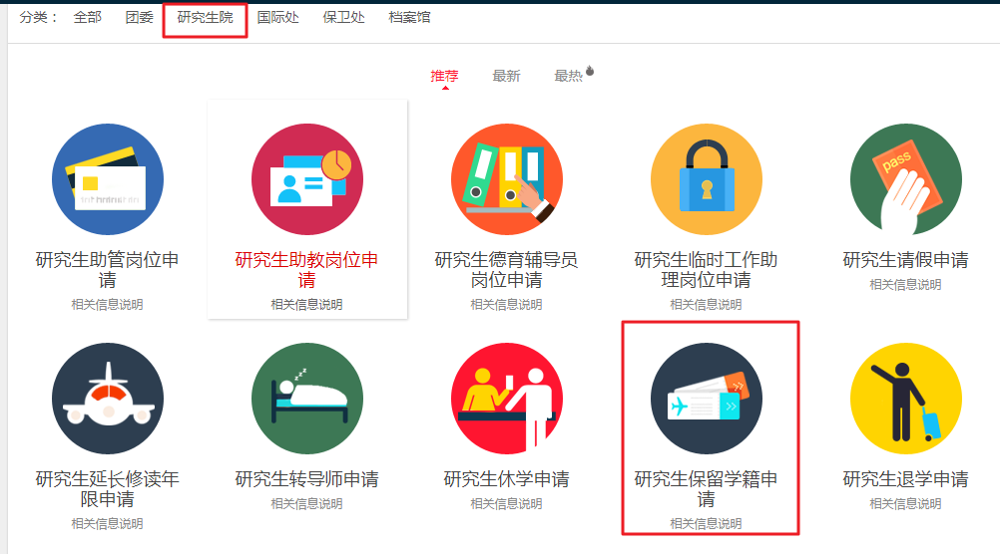 分类： 全部 团委 研究生院 国际处 保卫处 档案馆
推荐 最新 最热
pass
研究生助管岗位申
请
相关信息说明
研究生助教岗位申
请
相关信息说明
研究生德育辅导员
岗位申请
相关信息说明
研究生临时工作助
理岗位申请
相关信息说明
研究生请假申请
相关信息说明
研究生延长修读年
限申请
相关信息说明
研究生转导师申请
相关信息说明
研究生休学申请
相关信息说明
研究生保留学籍申
请
相关信息说明
研究生退学申请
相关信息说明